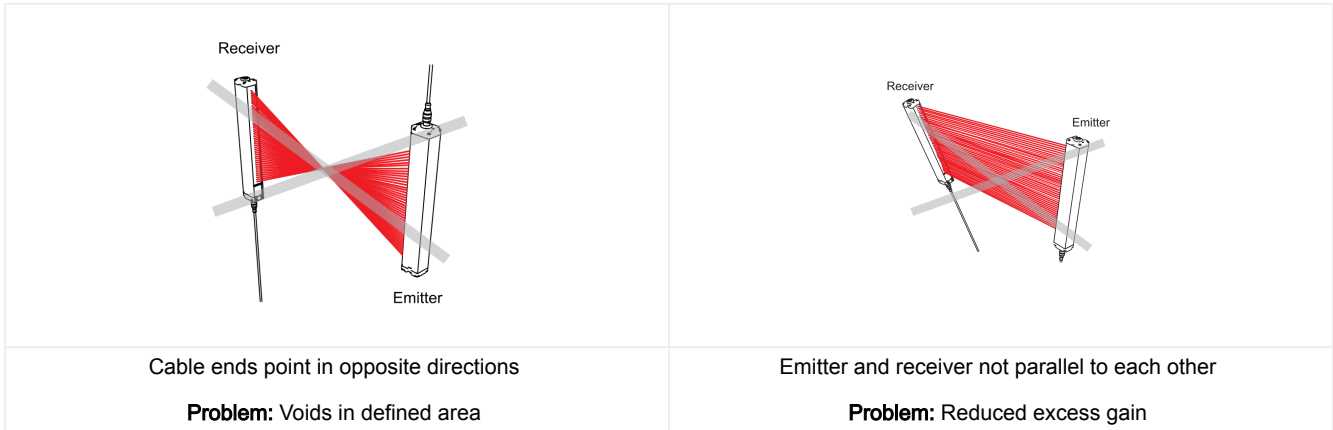 Receiver
Emitter
Receiver
Emitter
Cable ends point in opposite directions
Problem: Voids in defined area
Emitter and receiver not parallel to each other
Problem: Reduced excess gain